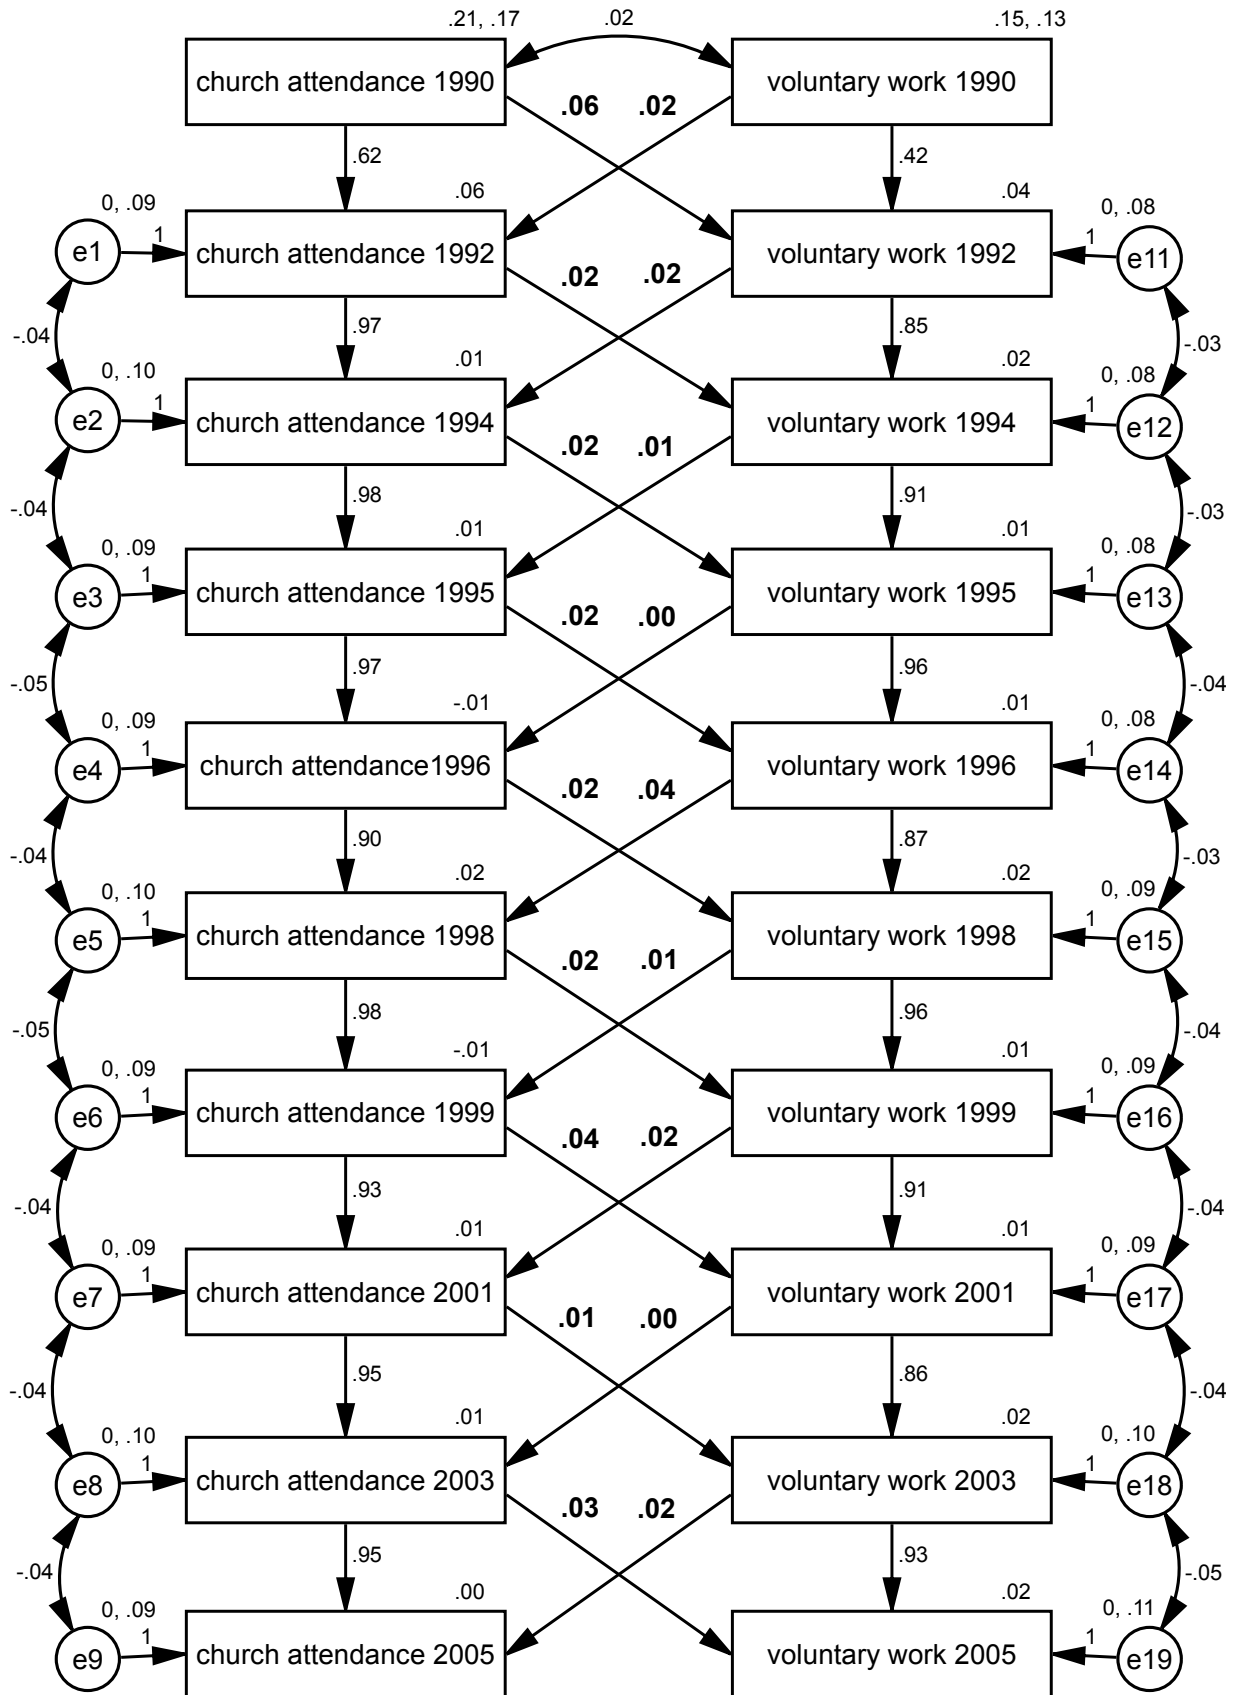 .21, .17 .02 .15, .13
church attendance 1990 voluntary work 1990
.06 .02
.62 .42
0, .09 .06 .04 0, .08
e1 1 church attendance 1992 voluntary work 1992 1 e11
.02 .02
-.04 .97 .85 -.03
0, .10 .01 .02 0, .08
e2 1 church attendance 1994 voluntary work 1994 1 e12
.02 .01
-.04 .98 .91 -.03
0, .09 .01 .01 0, .08
e3 1 church attendance 1995 voluntary work 1995 1 e13
.02 .00
-.05 .97 .96 -.04
0, .09 -.01 .01 0, .08
e4 1 church attendance1996 voluntary work 1996 1 e14
.02 .04
-.04 .90 .87 -.03
0, .10 .02 .02 0, .09
e5 1 church attendance 1998 voluntary work 1998 1 e15
.02 .01
-.05 .98 .96 -.04
0, .09 -.01 .01 0, .09
e6 1 church attendance 1999 voluntary work 1999 1 e16
.04 .02
-.04 .93 .91 -.04
0, .09 .01 .01 0, .09
e7 1 church attendance 2001 voluntary work 2001 1 e17
.01 .00
-.04 .95 .86 -.04
0, .10 .01 .02 0, .10
e8 1 church attendance 2003 voluntary work 2003 1 e18
.03 .02
-.04 .95 .93 -.05
0, .09 .00 .02 0, .11
e9 1 church attendance 2005 voluntary work 2005 1 e19